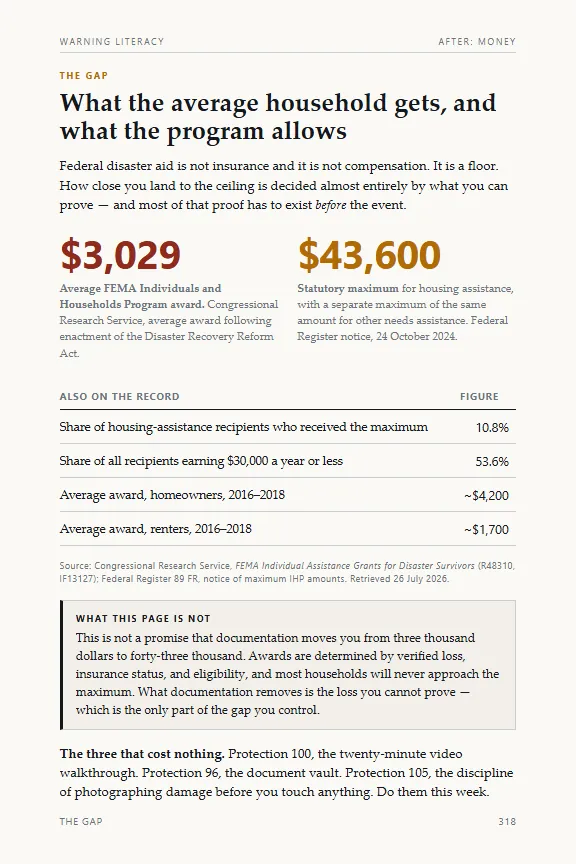 WARNING LITERACY
AFTER: MONEY
THE GAP
What the average household gets, and
what the program allows
Federal disaster aid is not insurance and it is not compensation. It is a floor.
How close you land to the ceiling is decided almost entirely by what you can
prove — and most of that proof has to exist before the event.
$3,029
Average FEMA Individuals and
Households Program award. Congressional
Research Service, average award following
enactment of the Disaster Recovery Reform
Act.
$43,600
Statutory maximum for housing assistance,
with a separate maximum of the same
amount for other needs assistance. Federal
Register notice, 24 October 2024.
ALSO ON THE RECORD FIGURE
Share of housing-assistance recipients who received the maximum 10.8%
Share of all recipients earning $30,000 a year or less 53.6%
Average award, homeowners, 2016–2018 ~$4,200
Average award, renters, 2016–2018 ~$1,700
Source: Congressional Research Service, FEMA Individual Assistance Grants for Disaster Survivors (R48310,
IF13127); Federal Register 89 FR, notice of maximum IHP amounts. Retrieved 26 July 2026.
WHAT THIS PAGE IS NOT
This is not a promise that documentation moves you from three thousand
dollars to forty-three thousand. Awards are determined by verified loss,
insurance status, and eligibility, and most households will never approach the
maximum. What documentation removes is the loss you cannot prove —
which is the only part of the gap you control.
The three that cost nothing. Protection 100, the twenty-minute video
walkthrough. Protection 96, the document vault. Protection 105, the discipline
of photographing damage before you touch anything. Do them this week.
THE GAP
318